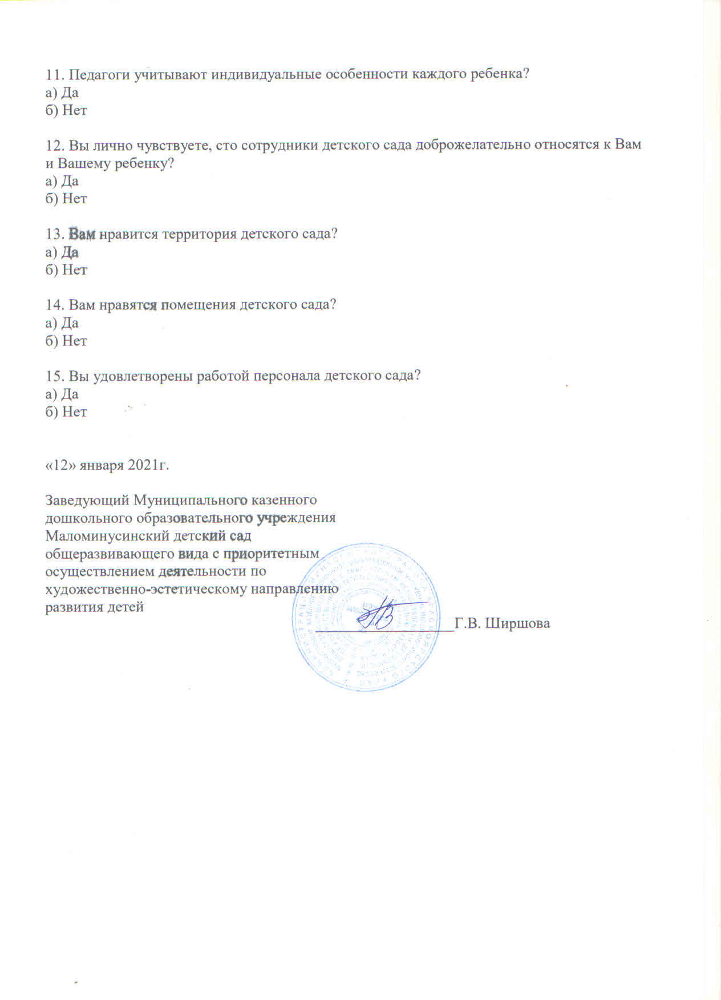 11. Педагоги учитывают индивидуальные особенности каждого ребенка?
а) Да
б) Нет
12. Вы лично чувствуете, сто сотрудники детского сада доброжелательно относятся к Вам
и Вашему ребенку?
а) Да
б) Нет
13. Вам нравится территория детского сада?
а) Да
б) Нет
14. Вам нравятся помещения детского сада?
а) Да
б) Нет
15. Вы удовлетворены работой персонала детского сада?
а) Да
б) Нет
«12» января 2021г.
Заведующий Муниципального казенного
дошкольного образовательного учреждения
Маломинусинский детский сад
общеразвивающего вида с приоритетным
осуществлением деятельности по
художественно-эстетическому направлению
развития детей
Г.В. Ширшова